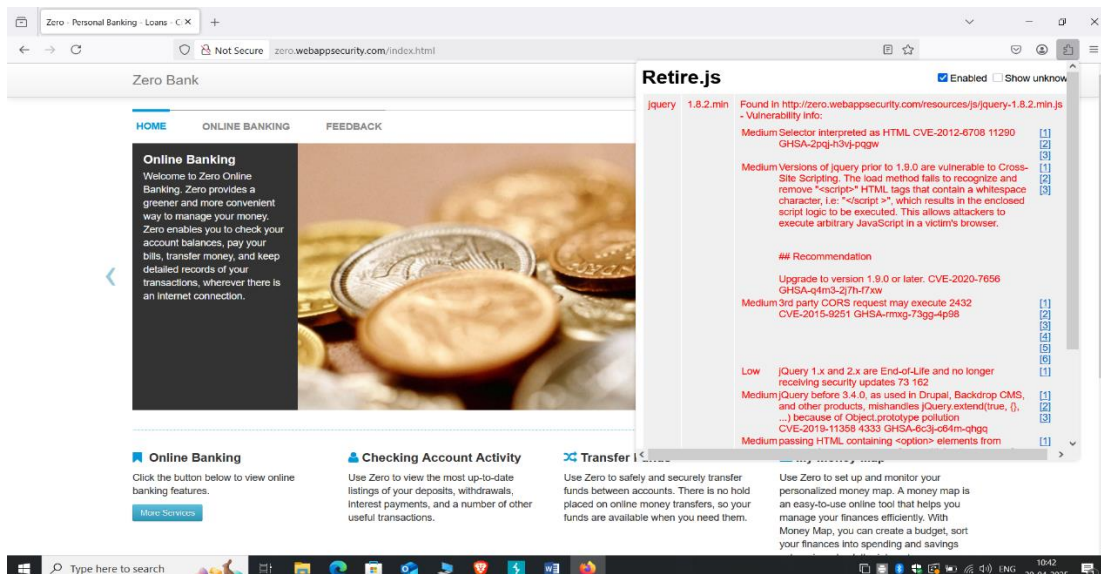 Zero - Personal Banking - Loans - C
Not Secure zero.webappsecurity.com/index.html
Zero Bank
HOME ONLINE BANKING FEEDBACK
Online Banking
Welcome to Zero Online
Banking. Zero provides a
greener and more convenient
way to manage your money.
Zero enables you to check your
account balances, pay your
bills, transfer money, and keep
detailed records of your
transactions, wherever there is
an internet connection.
Retire.js
Enabled Show unknow
jquery 1.8.2.min Found in http://zero.webappsecurity.com/resources/js/jquery-1.8.2.min.js
- Vulnerability info:
Medium Selector interpreted as HTML CVE-2012-6708 11290 [1]
GHSA-2pqj-h3vj-pqgw [2]
[3]
Medium Versions of jquery prior to 1.9.0 are vulnerable to Cross- [1]
Site Scripting. The load method fails to recognize and [2]
remove "<script>" HTML tags that contain a whitespace [3]
character, i.e: "</script >", which results in the enclosed
script logic to be executed. This allows attackers to
execute arbitrary JavaScript in a victim's browser.
## Recommendation
Upgrade to version 1.9.0 or later. CVE-2020-7656
GHSA-q4m3-2j7h-f7xw
Medium 3rd party CORS request may execute 2432 [1]
CVE-2015-9251 GHSA-rmxg-73gg-4p98 [2]
[3]
[4]
[5]
[6]
Low jQuery 1.x and 2.x are End-of-Life and no longer [1]
receiving security updates 73 162
Medium jQuery before 3.4.0, as used in Drupal, Backdrop CMS, [1]
and other products, mishandles jQuery.extend(true, {}, [2]
...) because of Object.prototype pollution [3]
CVE-2019-11358 4333 GHSA-6c3j-c64m-qhgq
Medium passing HTML containing <option> elements from [1]
Online Banking
Click the button below to view online
banking features.
More Services
Checking Account Activity
Use Zero to view the most up-to-date
listings of your deposits, withdrawals,
interest payments, and a number of other
useful transactions.
Transfer
Use Zero to safely and securely transfer
funds between accounts. There is no hold
placed on online money transfers, so your
funds are available when you need them.
Use Zero to set up and monitor your
personalized money map. A money map is
an easy-to-use online tool that helps you
manage your finances efficiently. With
Money Map, you can create a budget, sort
your finances into spending and savings
Type here to search
ENG 10:42